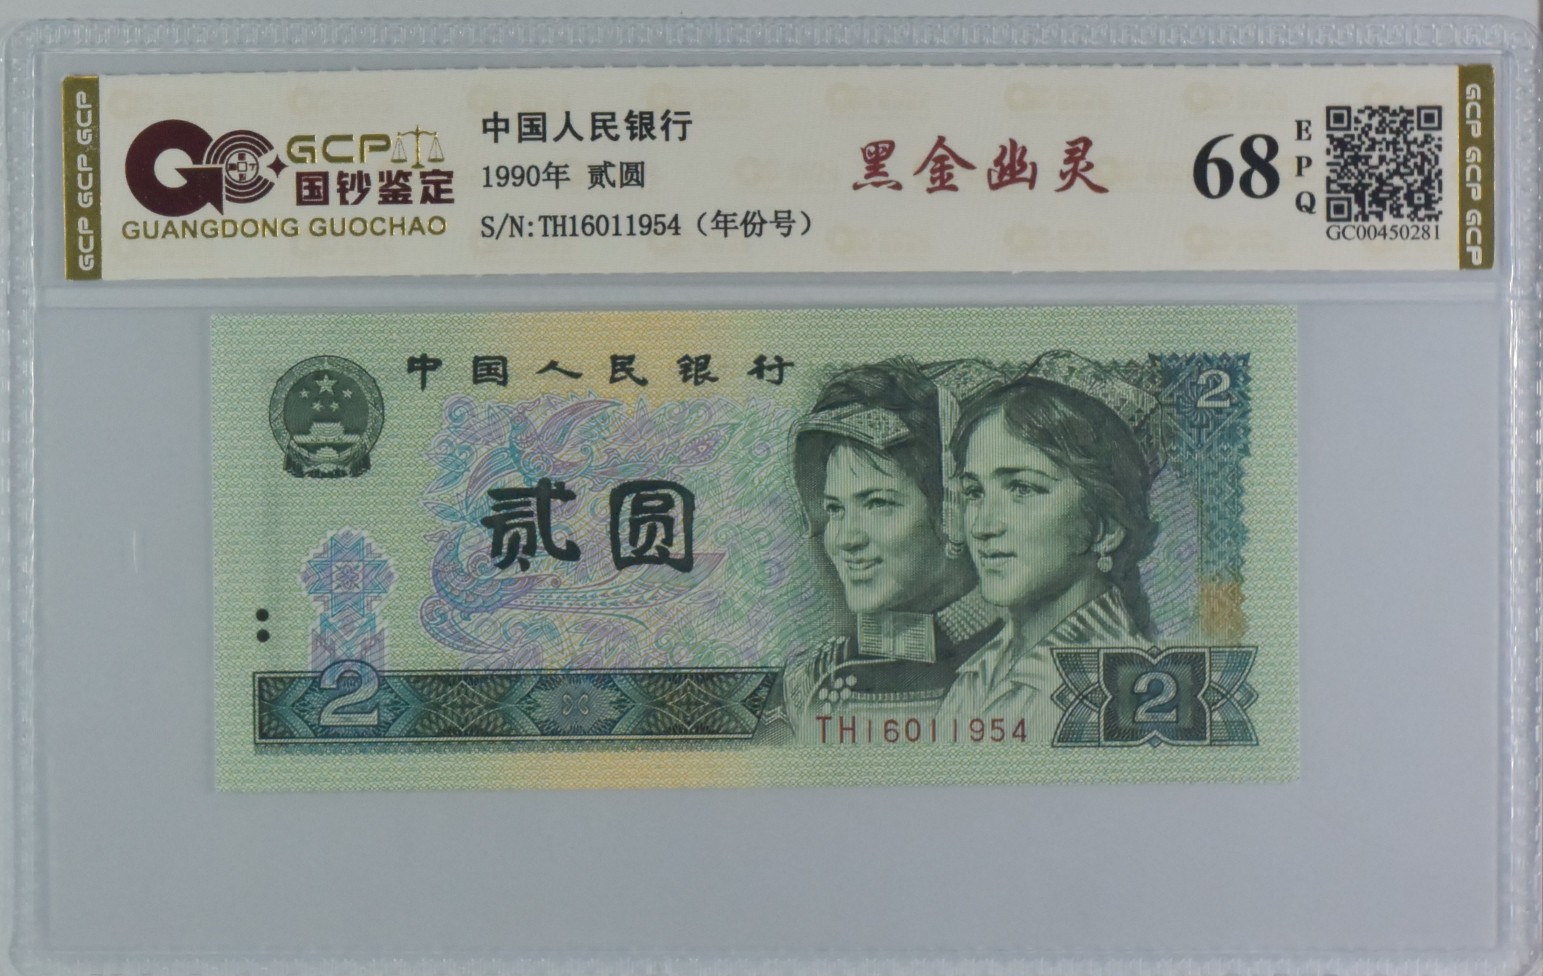 GCP
国钞鉴定
GUANGDONG GUOCHAO
中国人民银行
1990年 贰圆
S/N:TH16011954（年份号）
黑金幽灵
68
EPQ
GC00450281
GCP GCP GCP
GCP GCP GCP
中国人民银行
2
贰圆
2
2
TH16011954